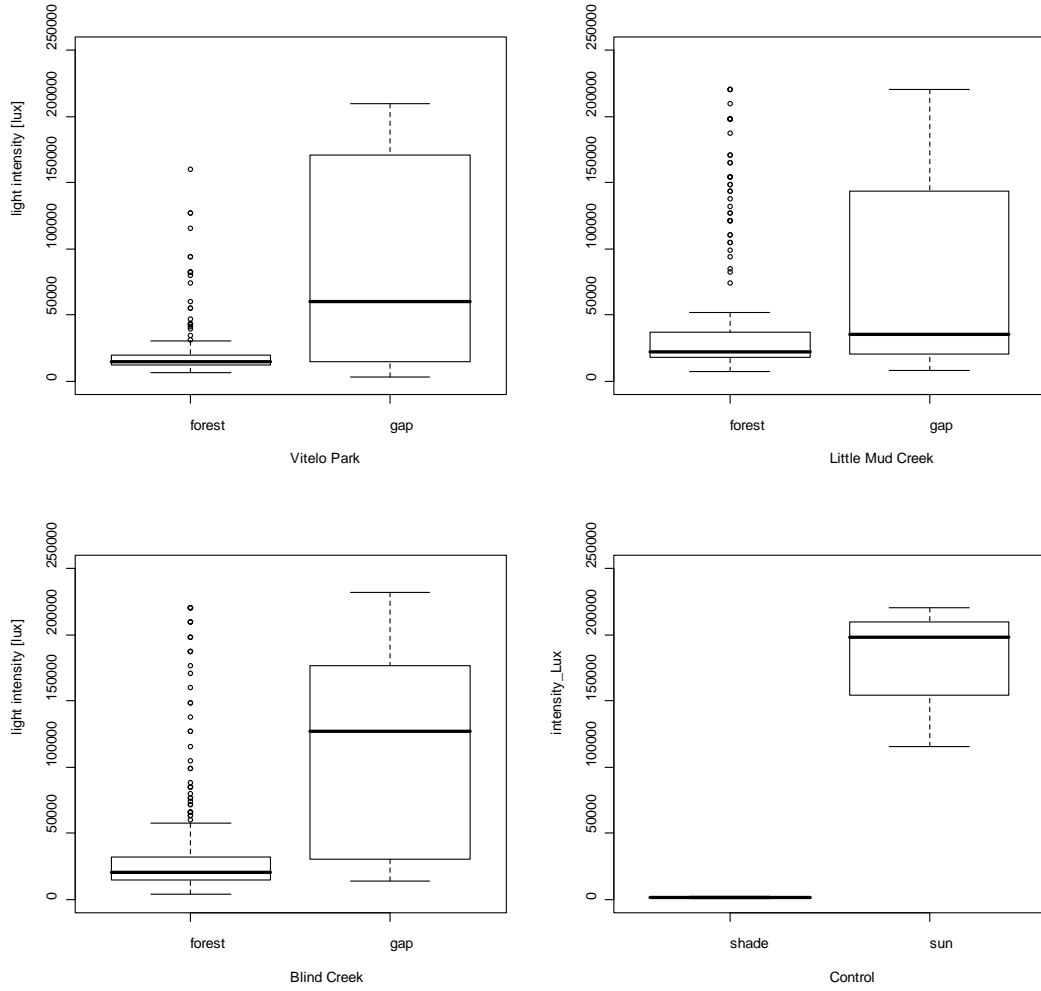 250000
200000
150000
100000
50000
0
light intensity [lux]
forest
gap
Vitelo Park
250000
200000
150000
100000
50000
0
forest
gap
Little Mud Creek
250000
200000
150000
100000
50000
0
light intensity [lux]
forest
gap
Blind Creek
250000
200000
150000
100000
50000
0
intensity_Lux
shade
sun
Control